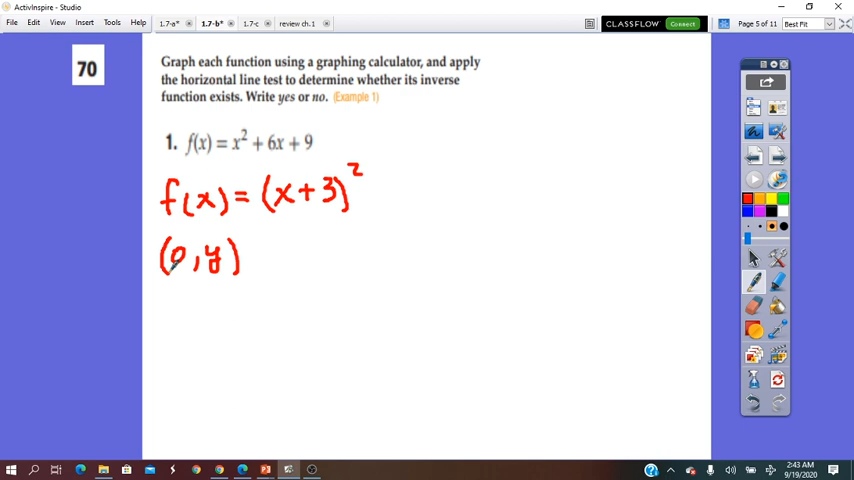 ActivInspire - Studio
File Edit View Insert Tools Help
1.7-a* 1.7-b* 1.7-c review ch.1 CLASSFLOW Connect Page 5 of 11 Best Fit
70
Graph each function using a graphing calculator, and apply
the horizontal line test to determine whether its inverse
function exists. Write yes or no. (Example 1)
1. f(x) = x² + 6x + 9
f(x) = (x + 3)²
(0, y)
2:43 AM
9/19/2020